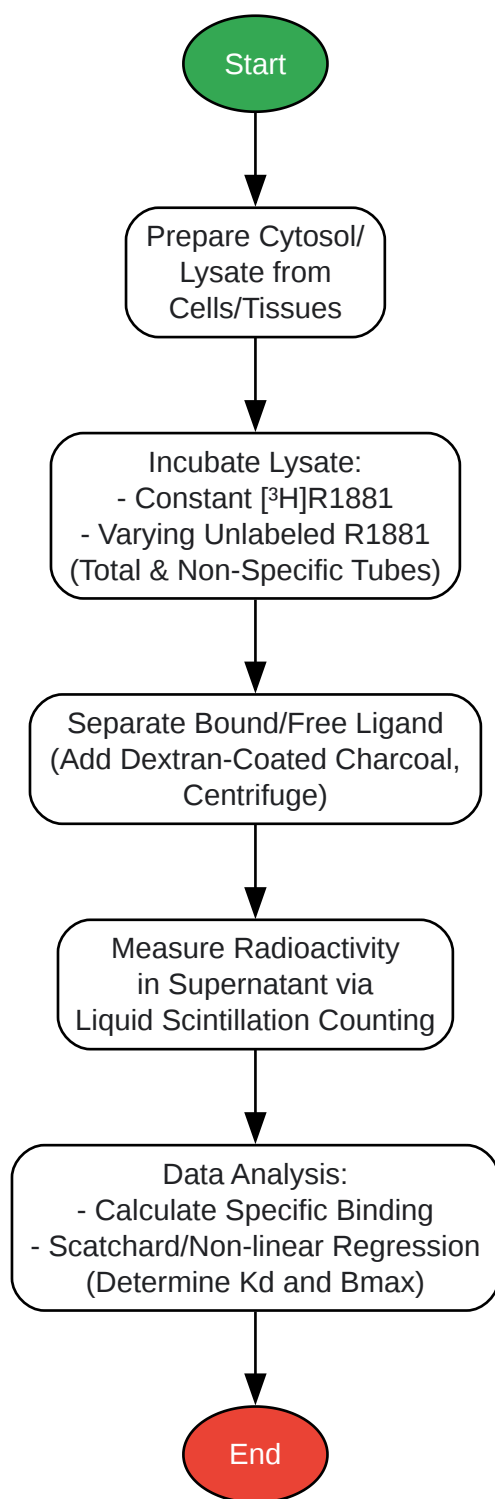 Start
Prepare Cytosol/
Lysate from
Cells/Tissues
Incubate Lysate:
- Constant [³H]R1881
- Varying Unlabeled R1881
(Total & Non-Specific Tubes)
Separate Bound/Free Ligand
(Add Dextran-Coated Charcoal,
Centrifuge)
Measure Radioactivity
in Supernatant via
Liquid Scintillation Counting
Data Analysis:
- Calculate Specific Binding
- Scatchard/Non-linear Regression
(Determine Kd and Bmax)
End